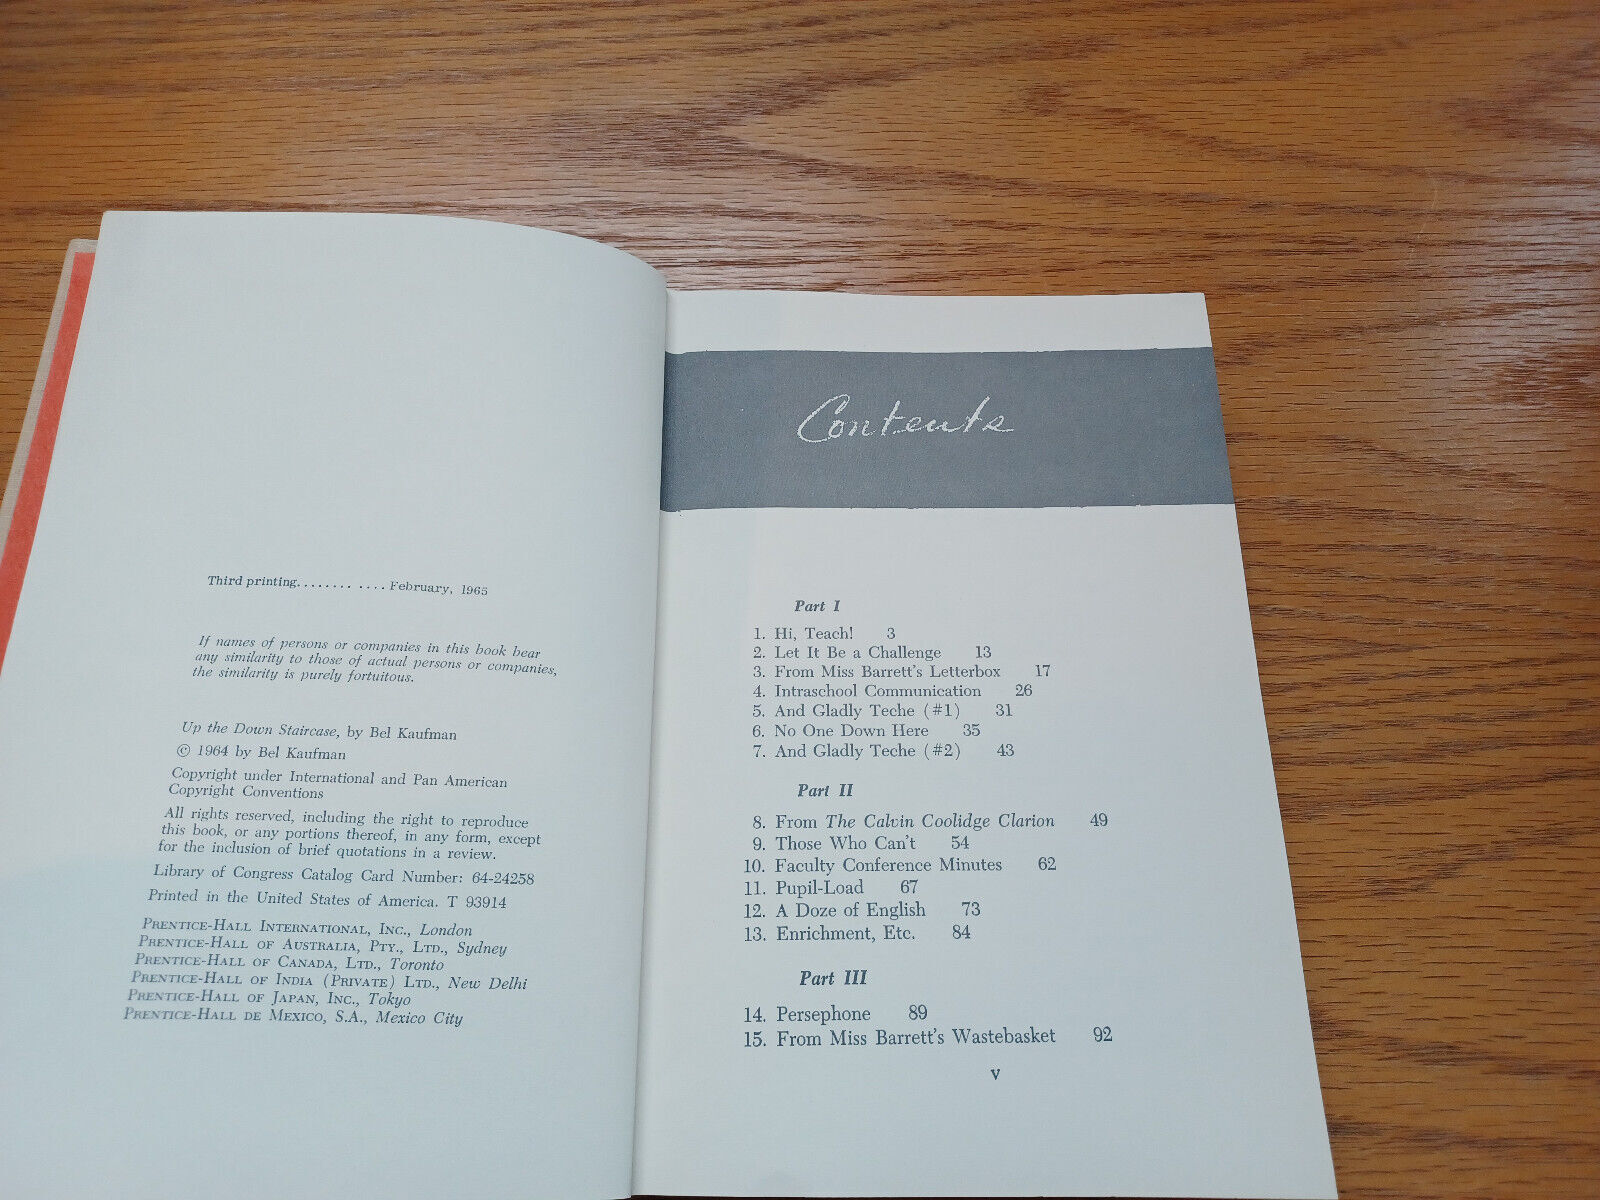 Third printing........ ....February, 1965
If names of persons or companies in this book bear
any similarity to those of actual persons or companies,
the similarity is purely fortuitous.
Up the Down Staircase, by Bel Kaufman
© 1964 by Bel Kaufman
Copyright under International and Pan American
Copyright Conventions
All rights reserved, including the right to reproduce
this book, or any portions thereof, in any form, except
for the inclusion of brief quotations in a review.
Library of Congress Catalog Card Number: 64-24258
Printed in the United States of America. T 93914
PRENTICE-HALL INTERNATIONAL, INC., London
PRENTICE-HALL OF AUSTRALIA, PTY., LTD., Sydney
PRENTICE-HALL OF CANADA, LTD., Toronto
PRENTICE-HALL OF INDIA (PRIVATE) LTD., New Delhi
PRENTICE-HALL OF JAPAN, INC., Tokyo
PRENTICE-HALL DE MEXICO, S.A., Mexico City
Contents
Part I
1. Hi, Teach! 3
2. Let It Be a Challenge 13
3. From Miss Barrett's Letterbox 17
4. Intraschool Communication 26
5. And Gladly Teche (#1) 31
6. No One Down Here 35
7. And Gladly Teche (#2) 43
Part II
8. From The Calvin Coolidge Clarion 49
9. Those Who Can't 54
10. Faculty Conference Minutes 62
11. Pupil-Load 67
12. A Doze of English 73
13. Enrichment, Etc. 84
Part III
14. Persephone 89
15. From Miss Barrett's Wastebasket 92
v